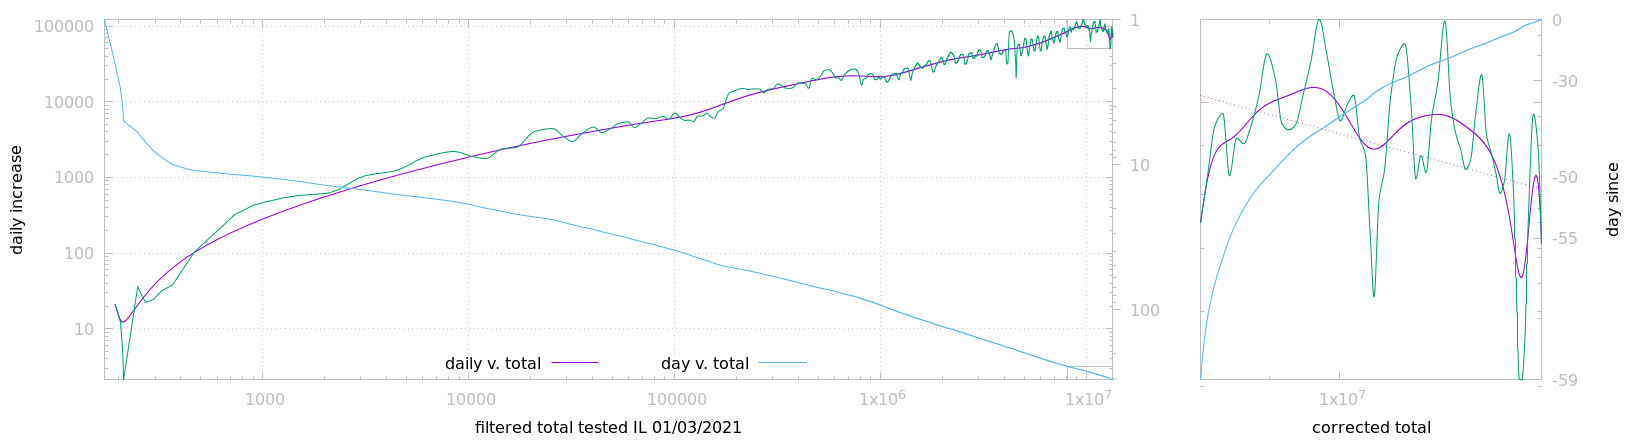 100000
10000
1000
100
10
daily increase
1000
10000
100000
1x10⁶
1x10⁷
filtered total tested IL 01/03/2021
daily v. total
day v. total
1
10
100
1x10⁷
corrected total
0
-30
-50
-55
-59
day since